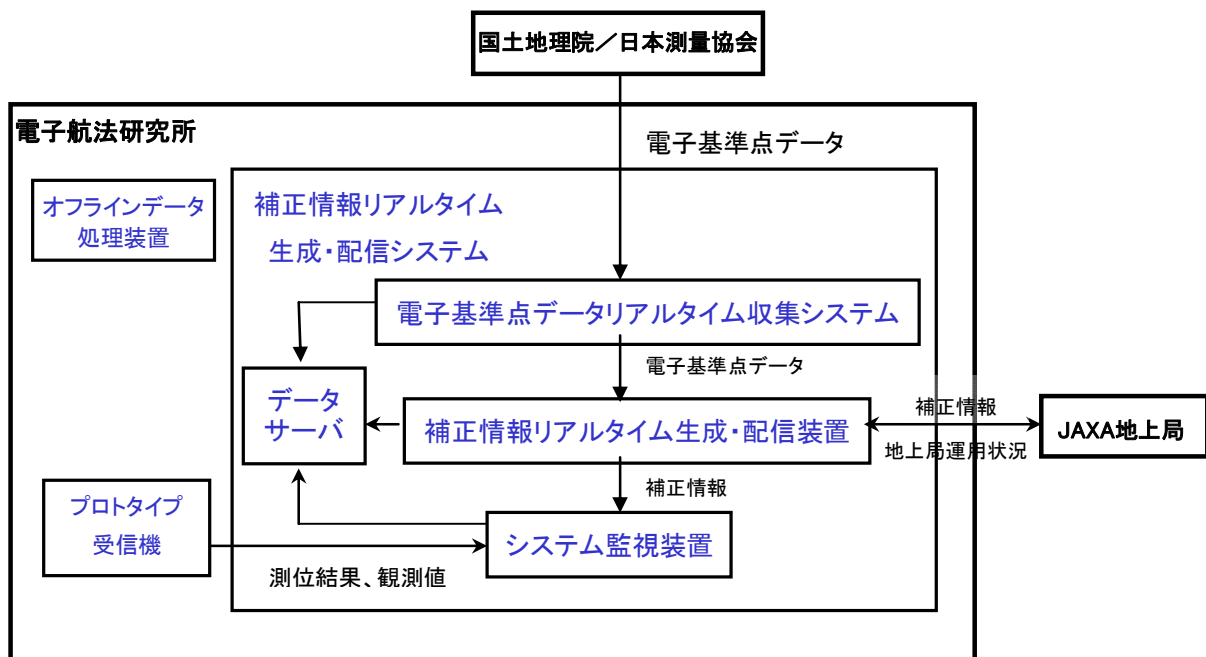 国土地理院／日本測量協会
電子航法研究所
電子基準点データ
オフラインデータ
処理装置
補正情報リアルタイム
生成・配信システム
電子基準点データリアルタイム収集システム
電子基準点データ
データ
サーバ
補正情報リアルタイム生成・配信装置
補正情報
地上局運用状況
JAXA地上局
補正情報
プロトタイプ
受信機
システム監視装置
測位結果、観測値